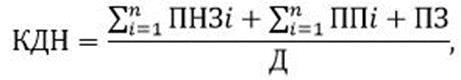 КДН = (∑ⁿᵢ₌₁ ПНЗi + ∑ⁿᵢ₌₁ ППi + ПЗ) / Д,